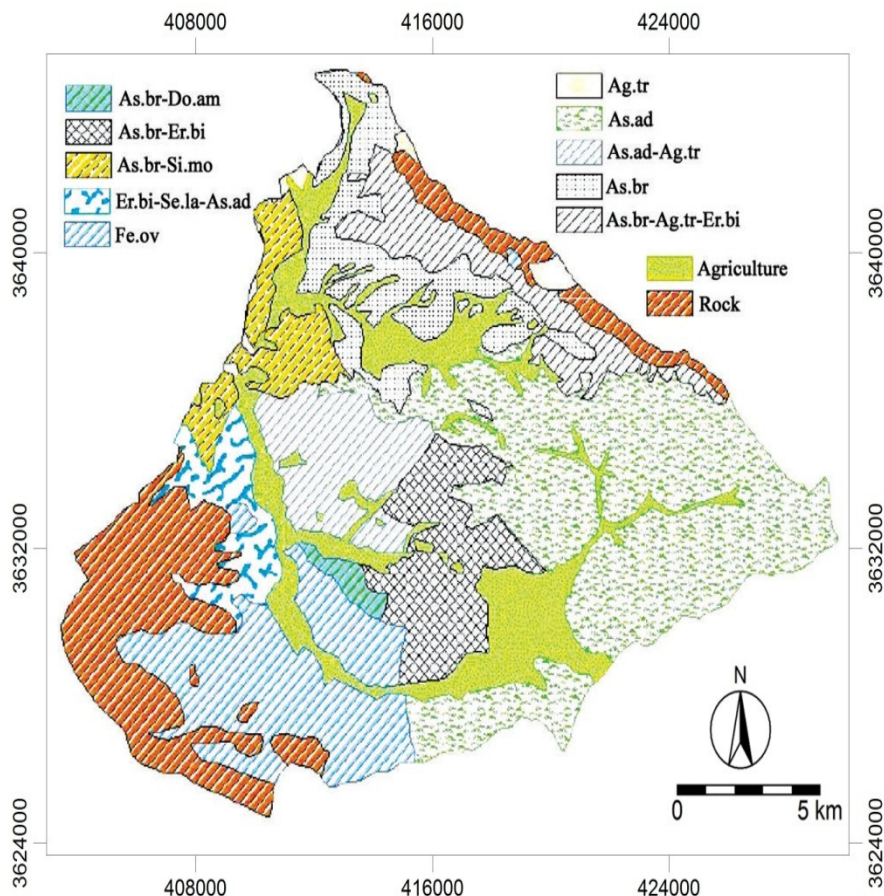 408000 416000 424000
As.br-Do.am
As.br-Er.bi
As.br-Si.mo
Er.bi-Se.la-As.ad
Fe.ov
Ag.tr
As.ad
As.ad-Ag.tr
As.br
As.br-Ag.tr-Er.bi
Agriculture
Rock
3640000
3640000
3632000
3632000
3624000
3624000
N
0 5 km
408000 416000 424000